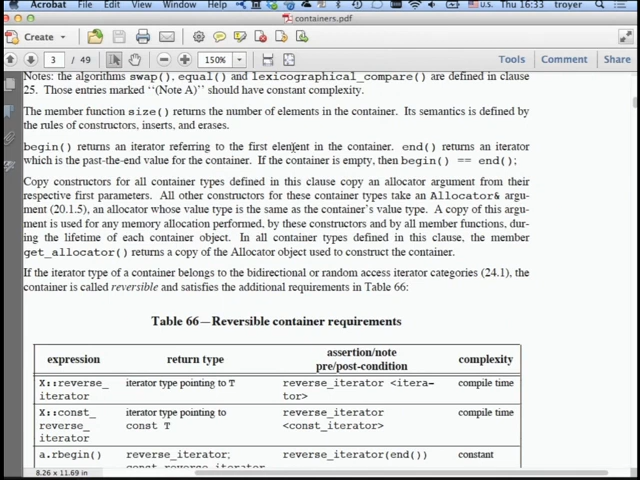 Acrobat File Edit View Window Help U.S. Thu 16:33 troyer
containers.pdf
Create
3 / 49 150% Tools Comment Share
Notes: the algorithms swap(), equal() and lexicographical_compare() are defined in clause
25. Those entries marked ‘‘(Note A)’’ should have constant complexity.
The member function size() returns the number of elements in the container. Its semantics is defined by
the rules of constructors, inserts, and erases.
begin() returns an iterator referring to the first element in the container. end() returns an iterator
which is the past-the-end value for the container. If the container is empty, then begin() == end();
Copy constructors for all container types defined in this clause copy an allocator argument from their
respective first parameters. All other constructors for these container types take an Allocator& argu-
ment (20.1.5), an allocator whose value type is the same as the container’s value type. A copy of this argu-
ment is used for any memory allocation performed, by these constructors and by all member functions, dur-
ing the lifetime of each container object. In all container types defined in this clause, the member
get_allocator() returns a copy of the Allocator object used to construct the container.
If the iterator type of a container belongs to the bidirectional or random access iterator categories (24.1), the
container is called reversible and satisfies the additional requirements in Table 66:
Table 66—Reversible container requirements
expression return type assertion/note pre/post-condition complexity
X::reverse_ iterator type pointing to T reverse_iterator <itera- compile time
iterator tor>
X::const_ iterator type pointing to reverse_iterator compile time
reverse_ const T <const_iterator>
iterator
a.rbegin() reverse_iterator; reverse_iterator(end()) constant
const_reverse_iterator
8.26 x 11.69 in